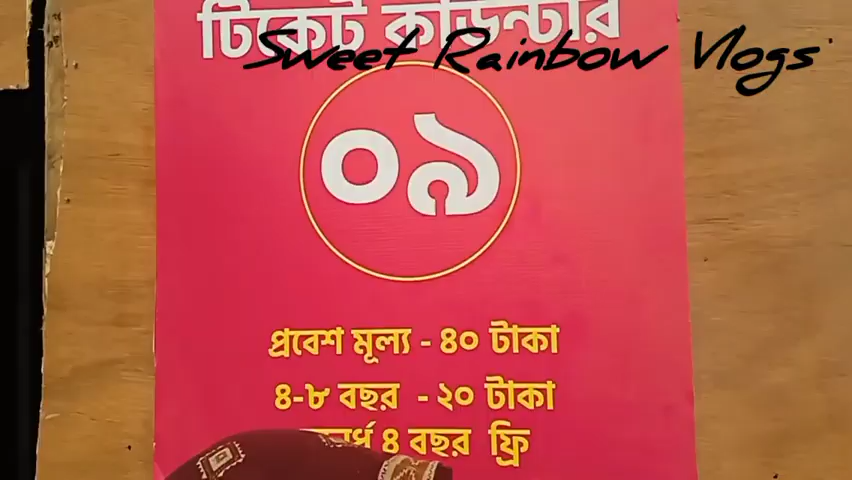 টিকেট কাউন্টার
Sweet Rainbow Vlogs
০৯
প্রবেশ মূল্য - ৪০ টাকা
৪-৮ বছর - ২০ টাকা
৪ বছর ফ্রি